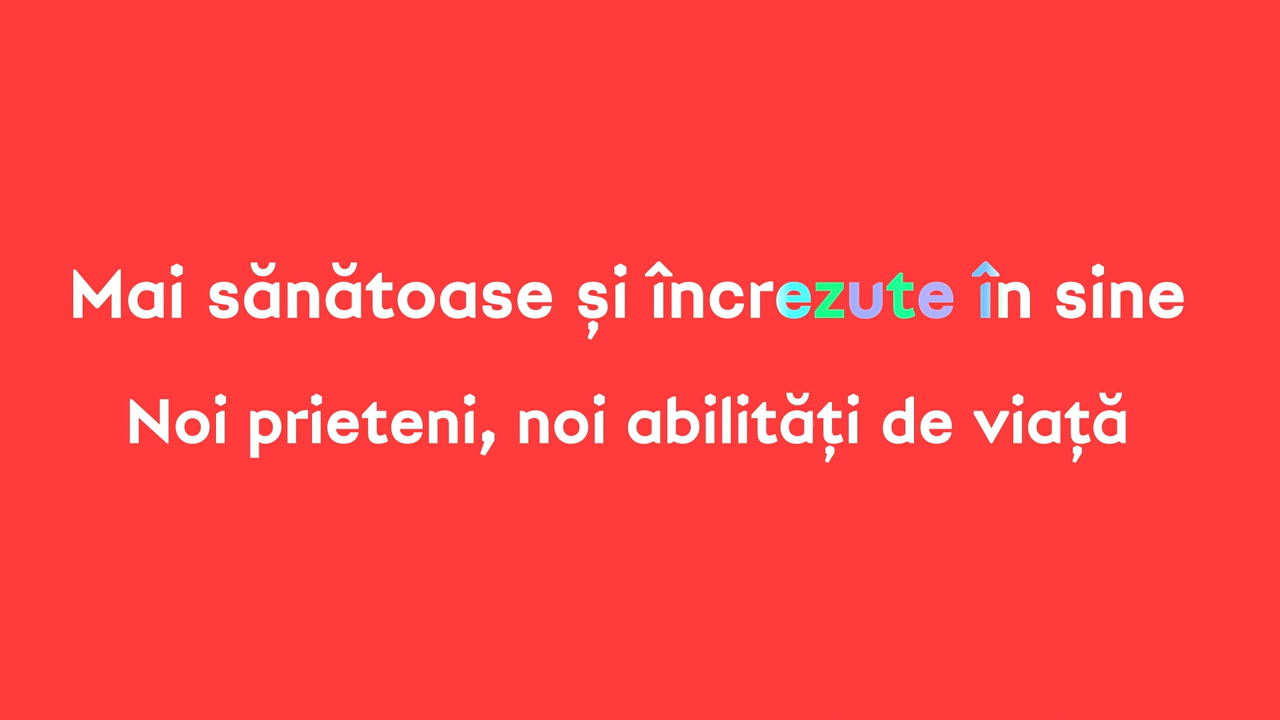 Mai sănătoase și încrezute în sine
Noi prieteni, noi abilități de viață